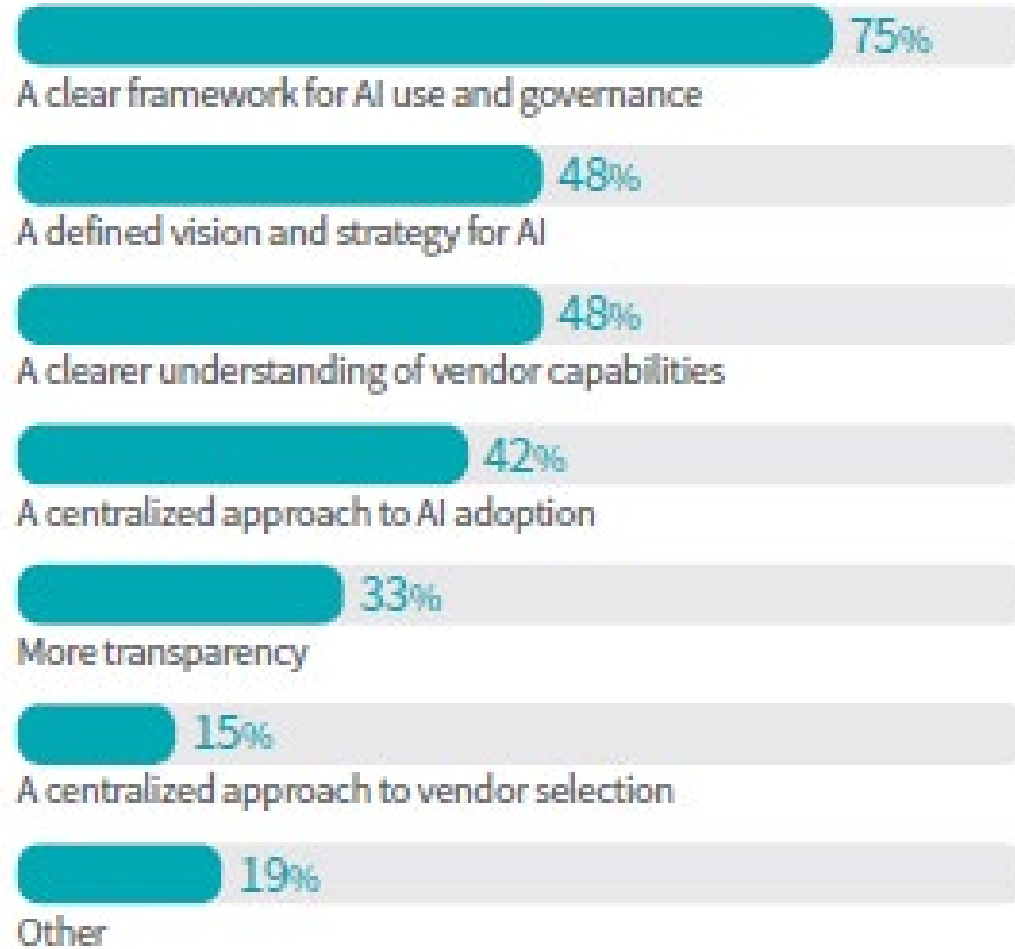 75%
A clear framework for AI use and governance
48%
A defined vision and strategy for AI
48%
A clearer understanding of vendor capabilities
42%
A centralized approach to AI adoption
33%
More transparency
15%
A centralized approach to vendor selection
19%
Other